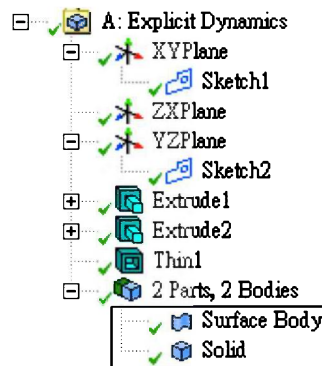 A: Explicit Dynamics
XYPlane
Sketch1
ZXPlane
YZPlane
Sketch2
Extrude1
Extrude2
Thin1
2 Parts, 2 Bodies
Surface Body
Solid